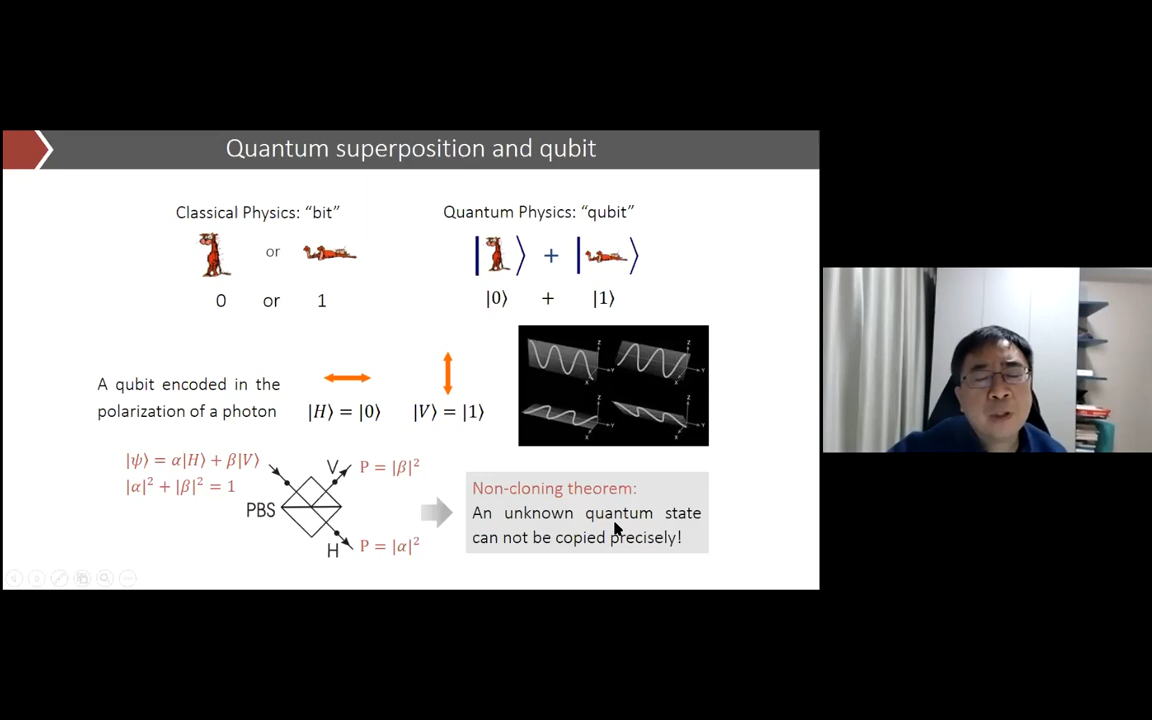 Quantum superposition and qubit
Classical Physics: “bit”
Quantum Physics: “qubit”
or
| ⟩ + | ⟩
0 or 1
|0⟩ + |1⟩
A qubit encoded in the
polarization of a photon
|H⟩ = |0⟩
|V⟩ = |1⟩
Z
Y
X
Z
Y
X
Z
Y
X
Z
Y
X
|ψ⟩ = α|H⟩ + β|V⟩
|α|² + |β|² = 1
PBS
V
P = |β|²
H
P = |α|²
Non-cloning theorem:
An unknown quantum state
can not be copied precisely!